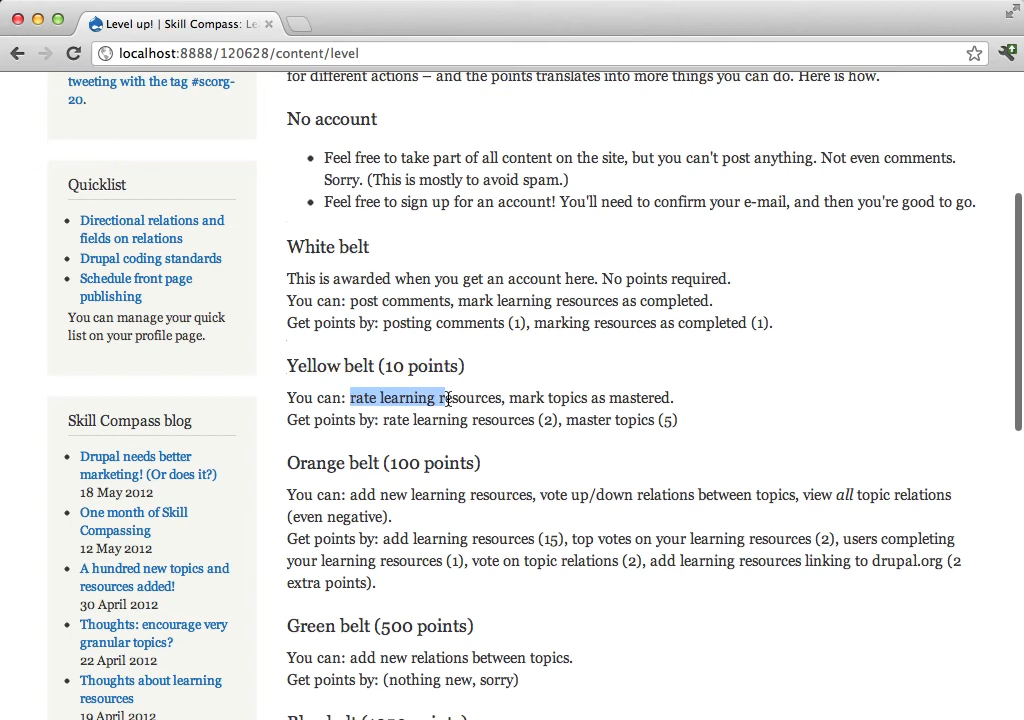 Level up! | Skill Compass: Le
localhost:8888/120628/content/level
tweeting with the tag #scorg-
20.
Quicklist
Directional relations and
fields on relations
Drupal coding standards
Schedule front page
publishing
You can manage your quick
list on your profile page.
Skill Compass blog
Drupal needs better
marketing! (Or does it?)
18 May 2012
One month of Skill
Compassing
12 May 2012
A hundred new topics and
resources added!
30 April 2012
Thoughts: encourage very
granular topics?
22 April 2012
Thoughts about learning
resources
19 April 2012
for different actions – and the points translates into more things you can do. Here is how.
No account
Feel free to take part of all content on the site, but you can't post anything. Not even comments.
Sorry. (This is mostly to avoid spam.)
Feel free to sign up for an account! You'll need to confirm your e-mail, and then you're good to go.
White belt
This is awarded when you get an account here. No points required.
You can: post comments, mark learning resources as completed.
Get points by: posting comments (1), marking resources as completed (1).
Yellow belt (10 points)
You can: rate learning resources, mark topics as mastered.
Get points by: rate learning resources (2), master topics (5)
Orange belt (100 points)
You can: add new learning resources, vote up/down relations between topics, view all topic relations
(even negative).
Get points by: add learning resources (15), top votes on your learning resources (2), users completing
your learning resources (1), vote on topic relations (2), add learning resources linking to drupal.org (2
extra points).
Green belt (500 points)
You can: add new relations between topics.
Get points by: (nothing new, sorry)